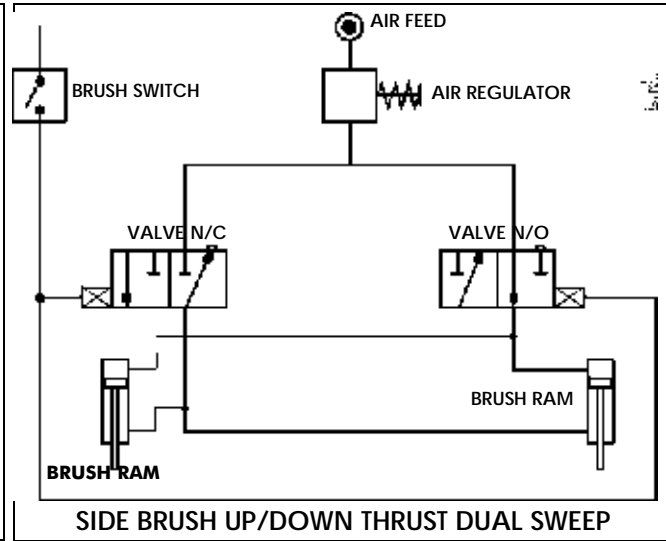 AIR FEED
BRUSH SWITCH
AIR REGULATOR
VALVE N/C
VALVE N/O
BRUSH RAM
BRUSH RAM
SIDE BRUSH UP/DOWN THRUST DUAL SWEEP